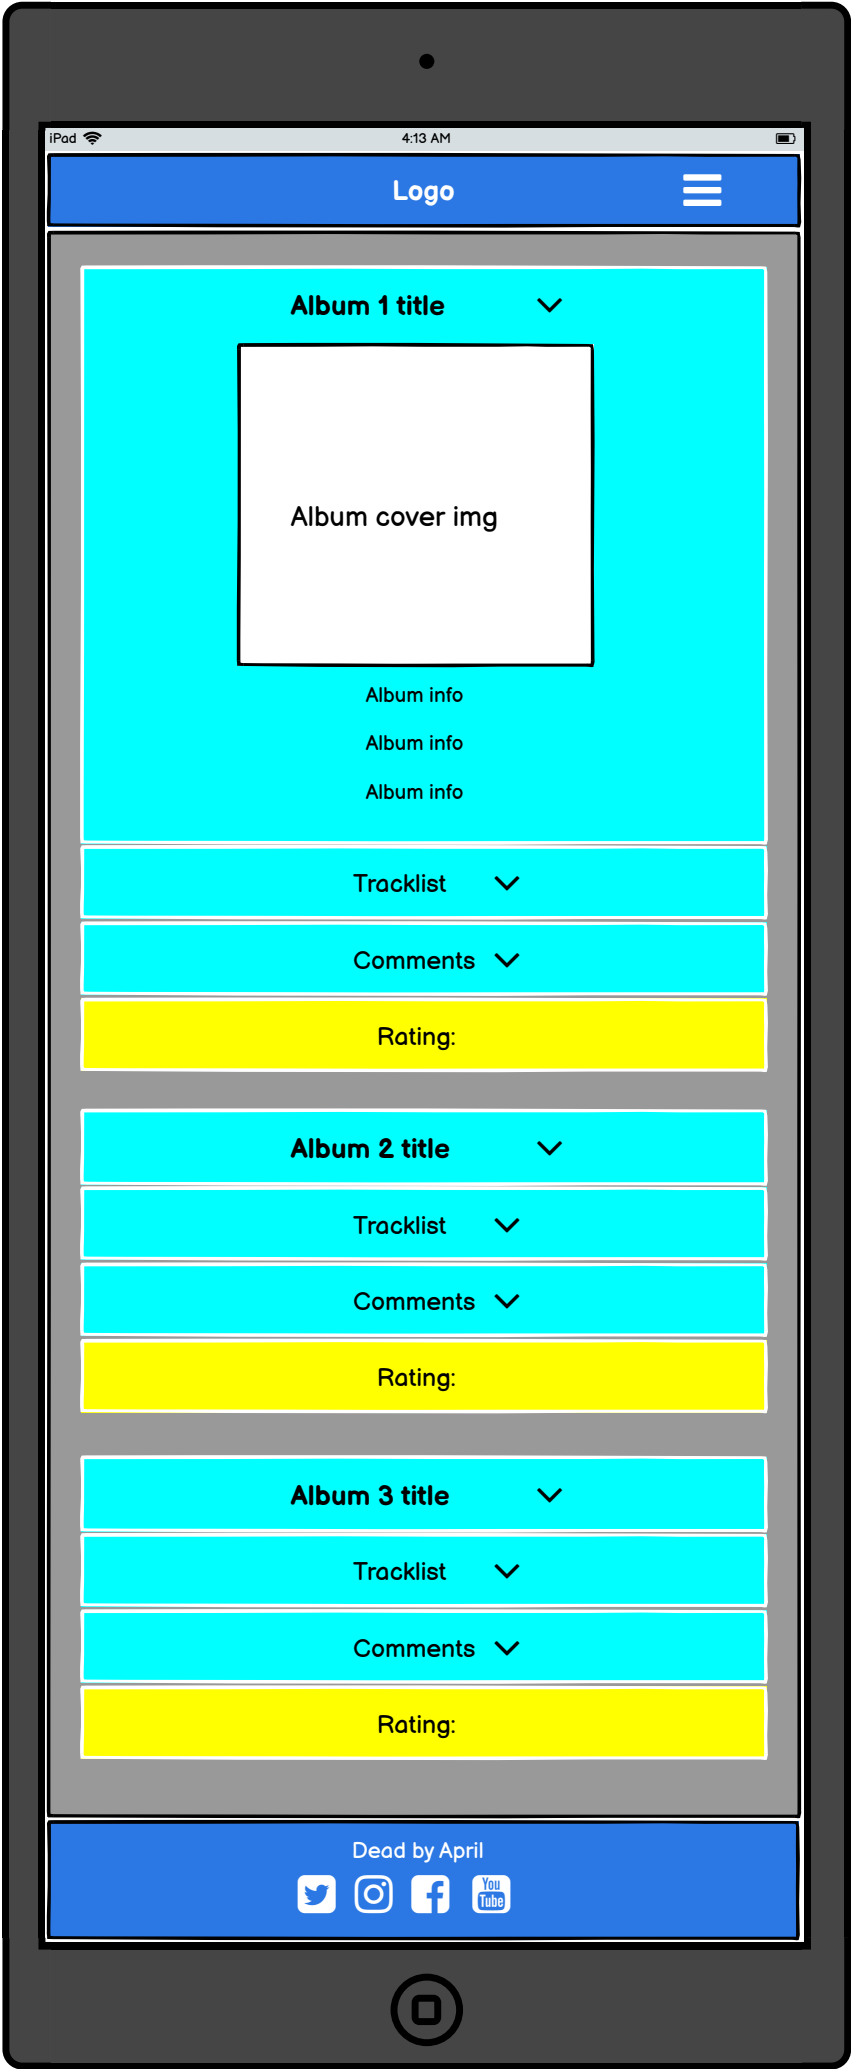 iPad 4:13 AM
Logo
Album 1 title
Album cover img
Album info
Album info
Album info
Tracklist
Comments
Rating:
Album 2 title
Tracklist
Comments
Rating:
Album 3 title
Tracklist
Comments
Rating:
Dead by April
You
Tube